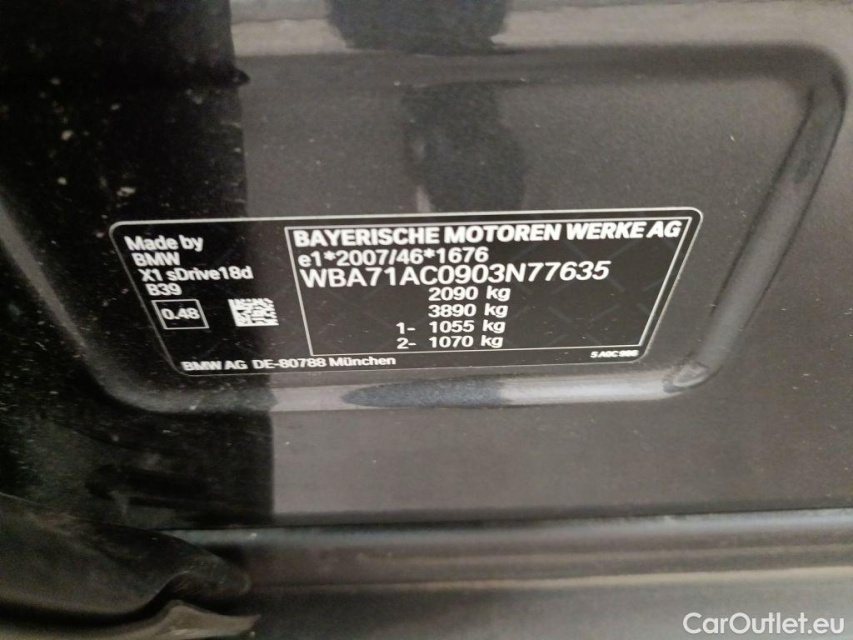 Made by
BMW
X1 sDrive18d
B39
0.48
BMW AG DE-80788 München
BAYERISCHE MOTOREN WERKE AG
e1*2007/46*1676
WBA71AC0903N77635
2090 kg
3890 kg
1- 1055 kg
2- 1070 kg
CarOutlet.eu